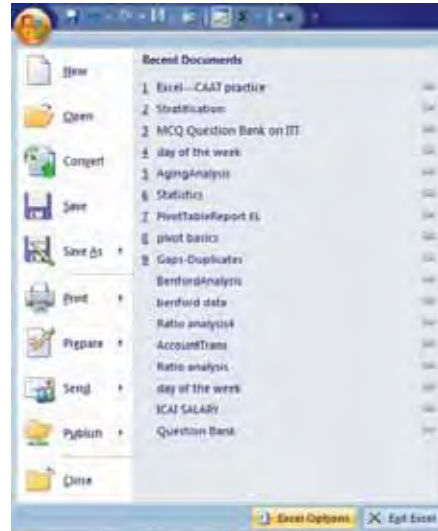 New
Open
Convert
Save
Save As
Print
Prepare
Send
Publish
Close
Recent Documents
1 Excel---CAAT practice
2 Stratification
3 MCQ Question Bank on IIT
4 day of the week
5 AgingAnalysis
6 Statistics
7 PivotTableReport EL
8 pivot basics
9 Gaps-Duplicates
BenfordAnalysis
benford data
Ratio analysis4
AccountTrans
Ratio analysis
day of the week
ICAI SALARY
Question Bank
Excel Options
Exit Excel